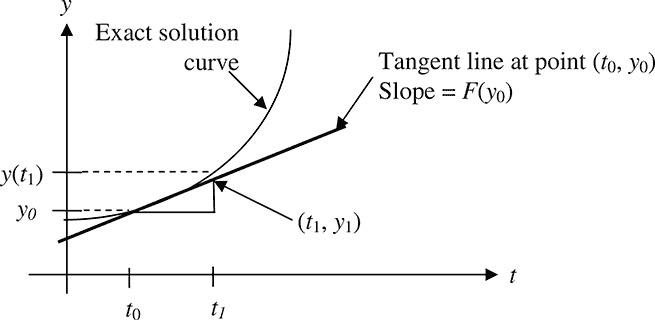 y
Exact solution
curve
Tangent line at point (t₀, y₀)
Slope = F(y₀)
y(t₁)
y₀
(t₁, y₁)
t
t₀
t₁